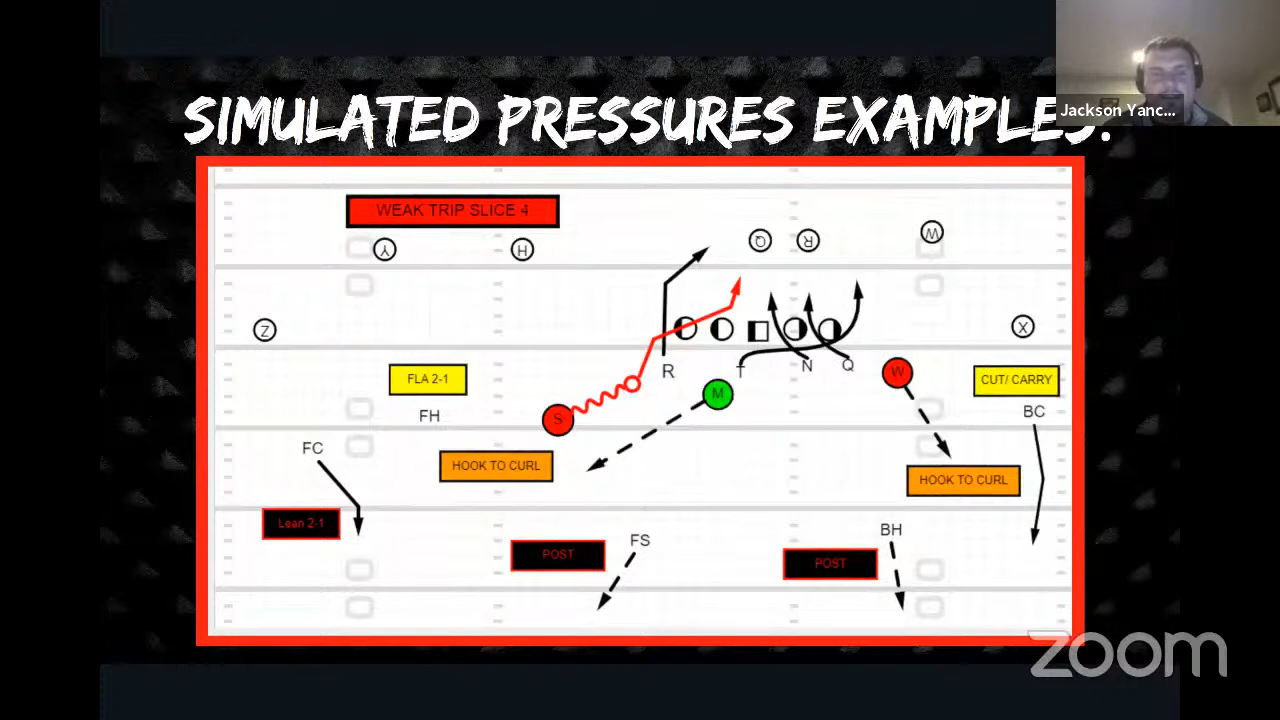 SIMULATED PRESSURES EXAMPLES:
Jackson Yanc...
WEAK TRIP SLICE 4
Y
H
Q
R
W
Z
X
FLA 2-1
R
T
N
Q
W
CUT/ CARRY
M
FH
S
BC
FC
HOOK TO CURL
HOOK TO CURL
Lean 2-1
FS
BH
POST
POST
zoom